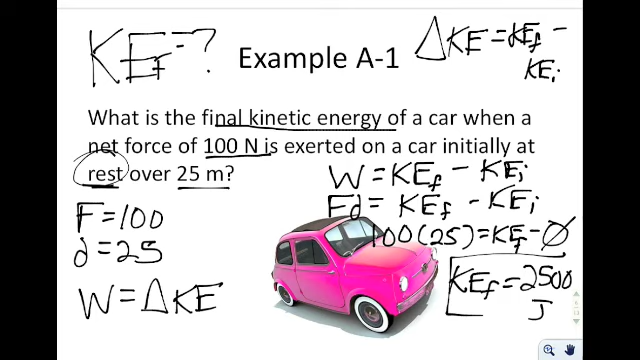 KEf = ?
Example A-1
ΔKE = KEf –
KEi
What is the final kinetic energy of a car when a
net force of 100 N is exerted on a car initially at
rest over 25 m?
F = 100
d = 25
W = ΔKE
W = KEf – KEi
Fd = KEf – KEi
100(25) = KEf – ∅
KEf = 2500
J